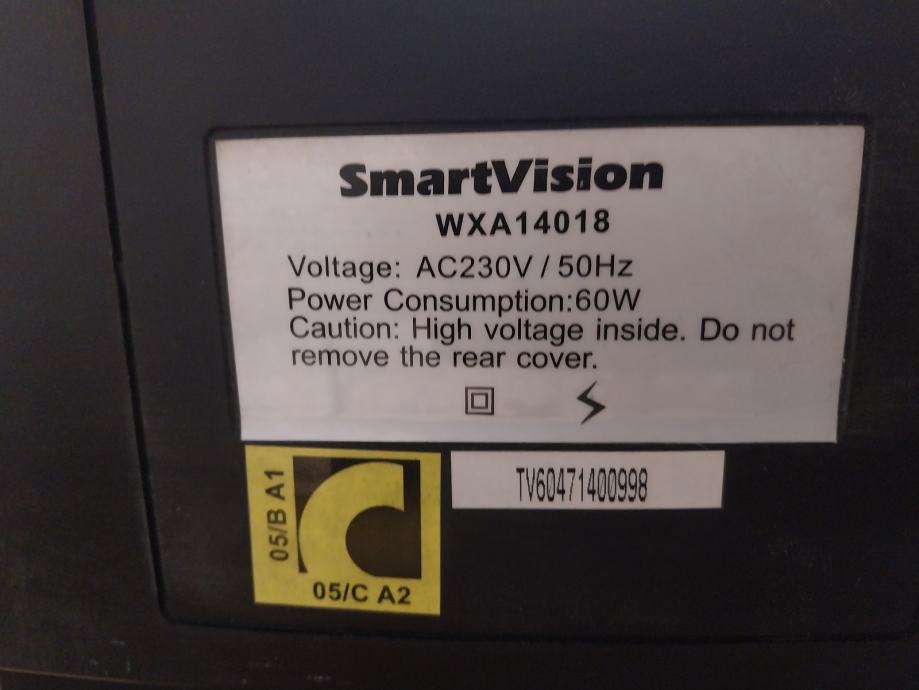 SmartVision
WXA14018
Voltage: AC230V / 50Hz
Power Consumption:60W
Caution: High voltage inside. Do not
remove the rear cover.
TV60471400998
05/B A1
05/C A2